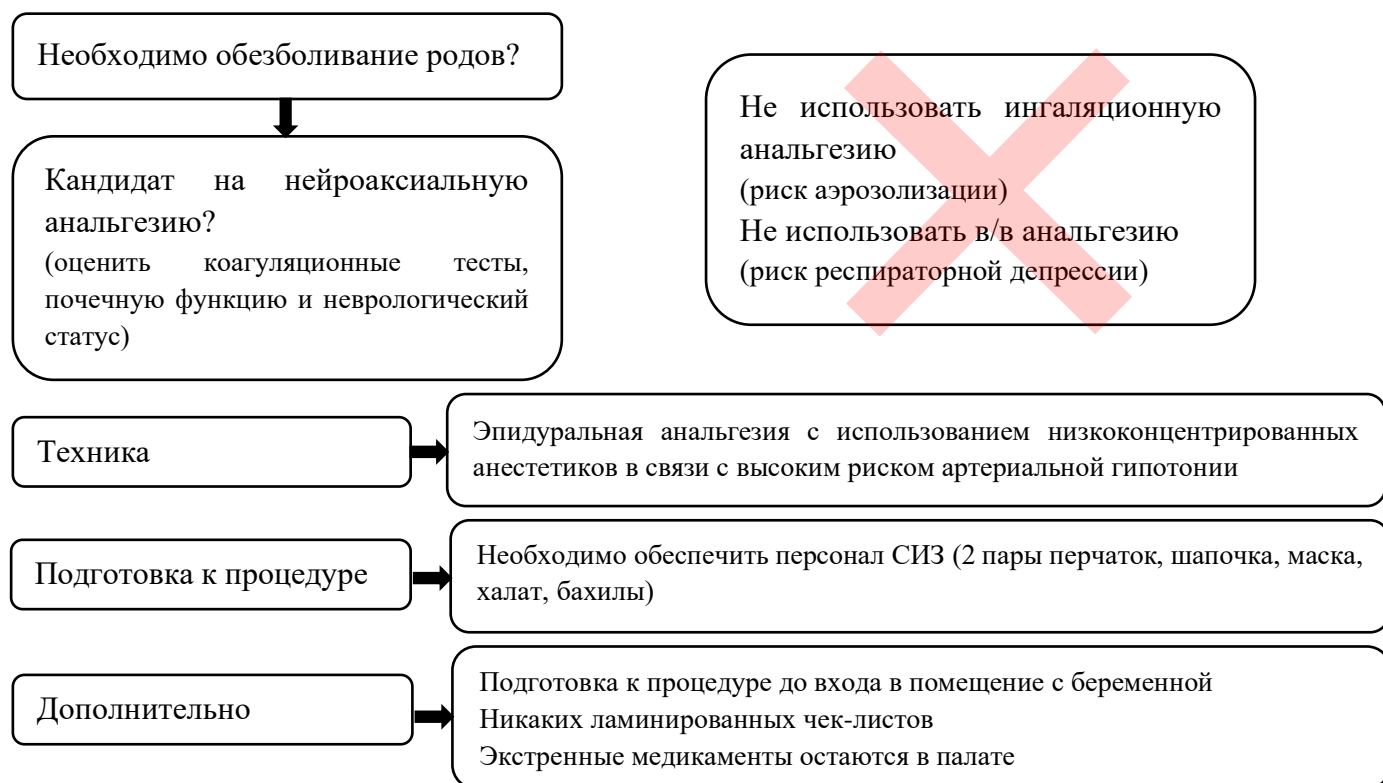 Необходимо обезболивание родов?
Кандидат на нейроаксиальную
анальгезию?
(оценить коагуляционные тесты,
почечную функцию и неврологический
статус)
Не использовать ингаляционную
анальгезию
(риск аэрозолизации)
Не использовать в/в анальгезию
(риск респираторной депрессии)
Техника
Эпидуральная анальгезия с использованием низкоконцентрированных
анестетиков в связи с высоким риском артериальной гипотонии
Подготовка к процедуре
Необходимо обеспечить персонал СИЗ (2 пары перчаток, шапочка, маска,
халат, бахилы)
Дополнительно
Подготовка к процедуре до входа в помещение с беременной
Никаких ламинированных чек-листов
Экстренные медикаменты остаются в палате